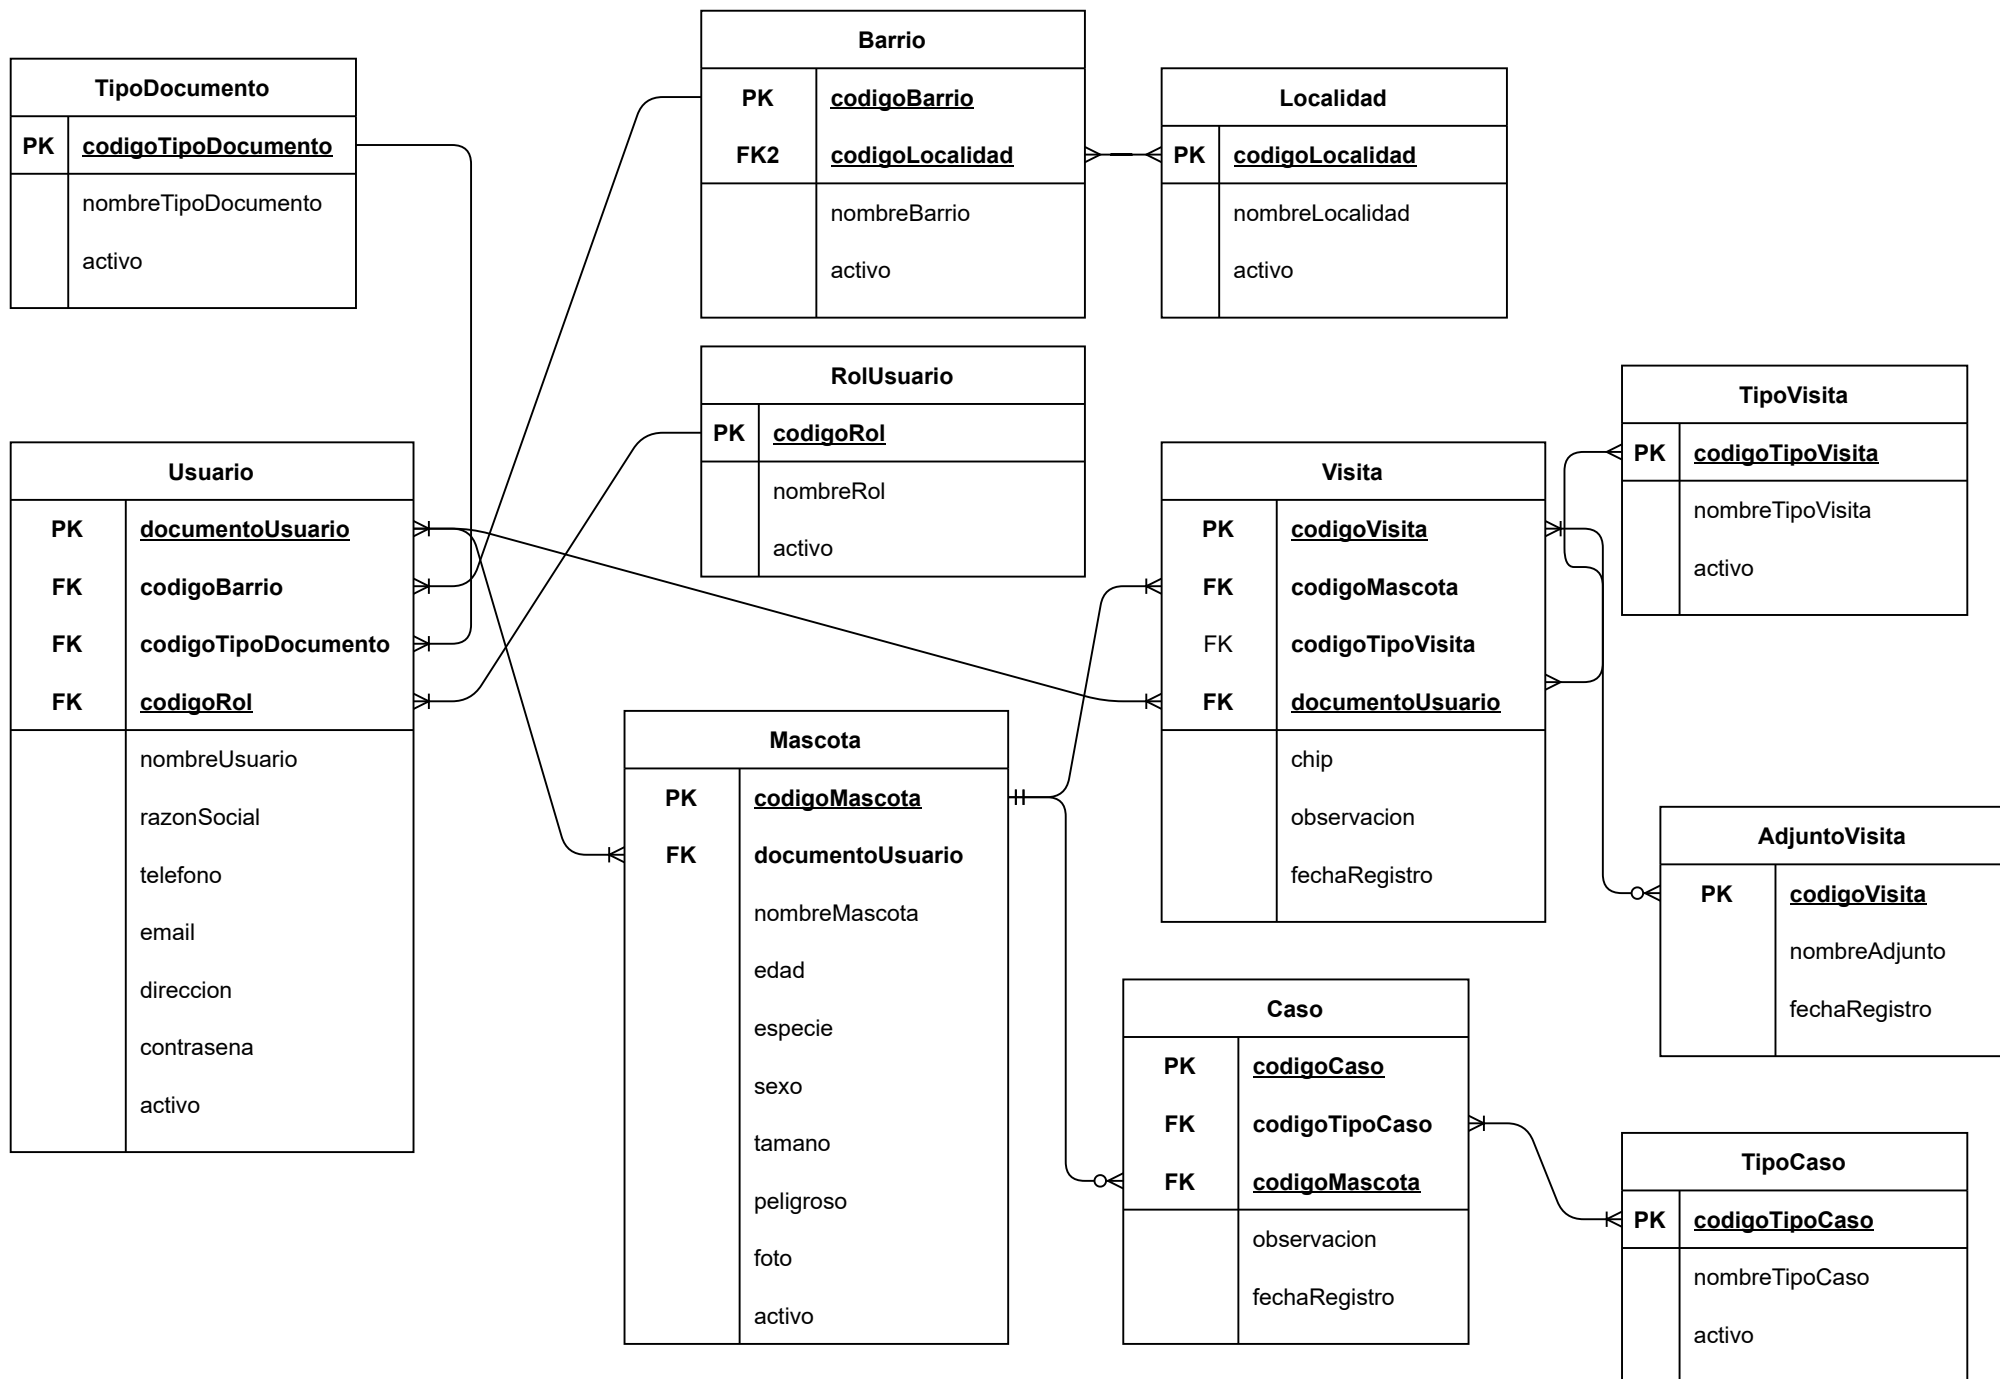 TipoDocumento
PK codigoTipoDocumento
nombreTipoDocumento
activo
Barrio
PK codigoBarrio
FK2 codigoLocalidad
nombreBarrio
activo
Localidad
PK codigoLocalidad
nombreLocalidad
activo
RolUsuario
PK codigoRol
nombreRol
activo
TipoVisita
PK codigoTipoVisita
nombreTipoVisita
activo
Usuario
PK documentoUsuario
FK codigoBarrio
FK codigoTipoDocumento
FK codigoRol
nombreUsuario
razonSocial
telefono
email
direccion
contrasena
activo
Visita
PK codigoVisita
FK codigoMascota
FK codigoTipoVisita
FK documentoUsuario
chip
observacion
fechaRegistro
Mascota
PK codigoMascota
FK documentoUsuario
nombreMascota
edad
especie
sexo
tamano
peligroso
foto
activo
AdjuntoVisita
PK codigoVisita
nombreAdjunto
fechaRegistro
Caso
PK codigoCaso
FK codigoTipoCaso
FK codigoMascota
observacion
fechaRegistro
TipoCaso
PK codigoTipoCaso
nombreTipoCaso
activo